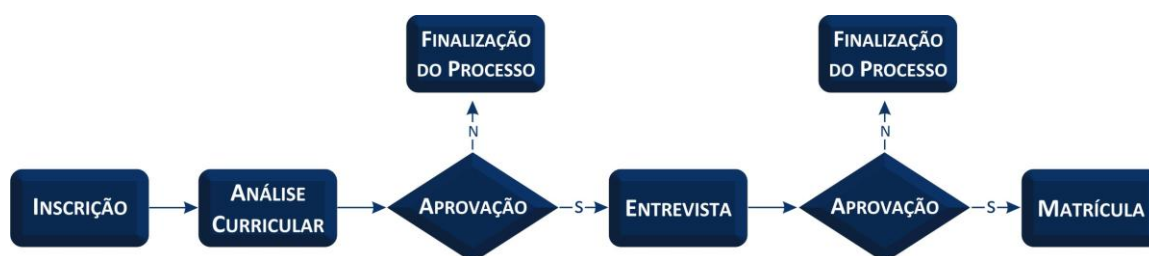 FINALIZAÇÃO
DO PROCESSO
FINALIZAÇÃO
DO PROCESSO
N
N
INSCRIÇÃO
ANÁLISE
CURRICULAR
APROVAÇÃO
S
ENTREVISTA
APROVAÇÃO
S
MATRÍCULA